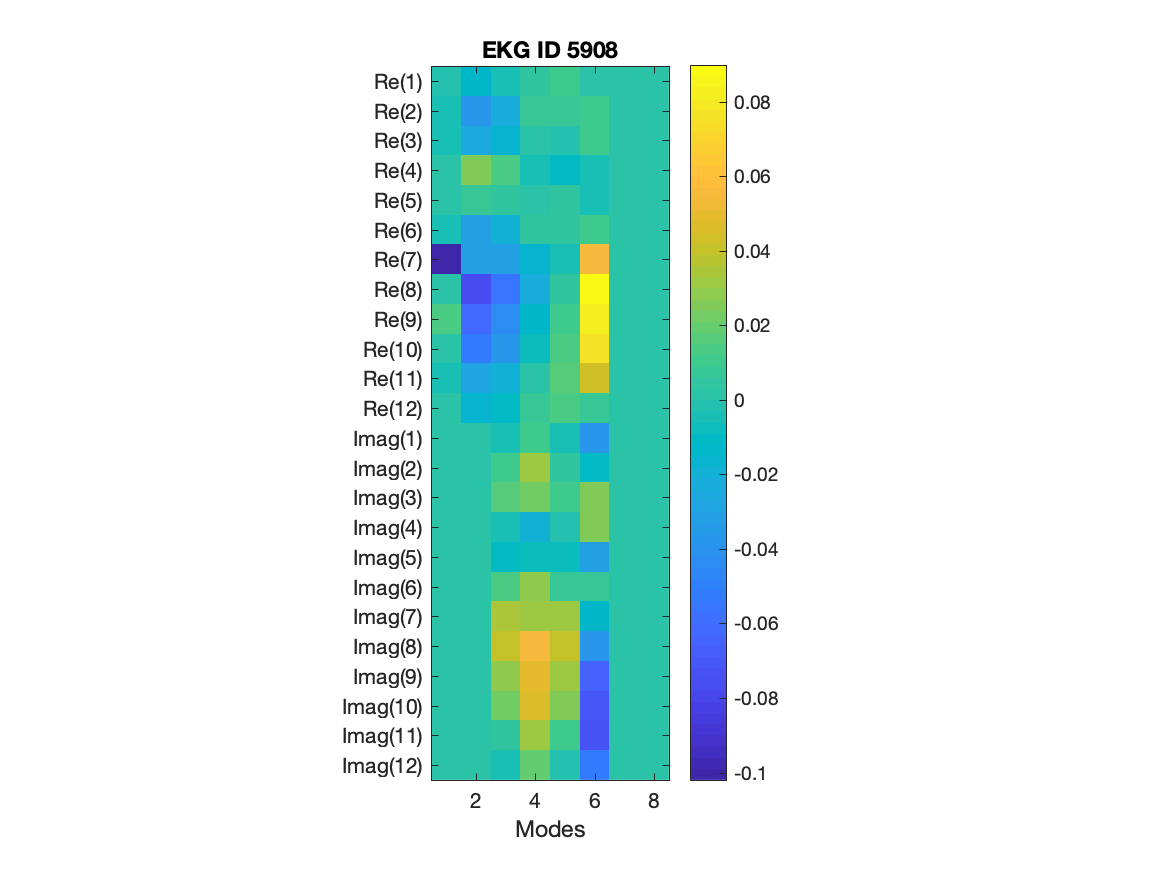 EKG ID 5908
Re(1)
Re(2)
Re(3)
Re(4)
Re(5)
Re(6)
Re(7)
Re(8)
Re(9)
Re(10)
Re(11)
Re(12)
Imag(1)
Imag(2)
Imag(3)
Imag(4)
Imag(5)
Imag(6)
Imag(7)
Imag(8)
Imag(9)
Imag(10)
Imag(11)
Imag(12)
2 4 6 8
Modes
0.08
0.06
0.04
0.02
0
-0.02
-0.04
-0.06
-0.08
-0.1